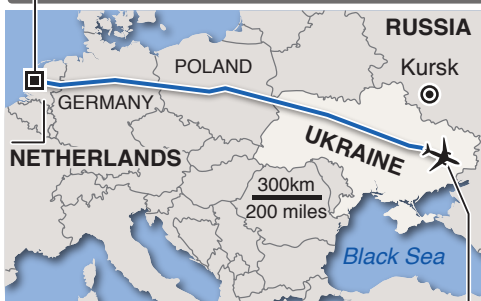 RUSSIA
Kursk
POLAND
GERMANY
NETHERLANDS
UKRAINE
300km
200 miles
Black Sea